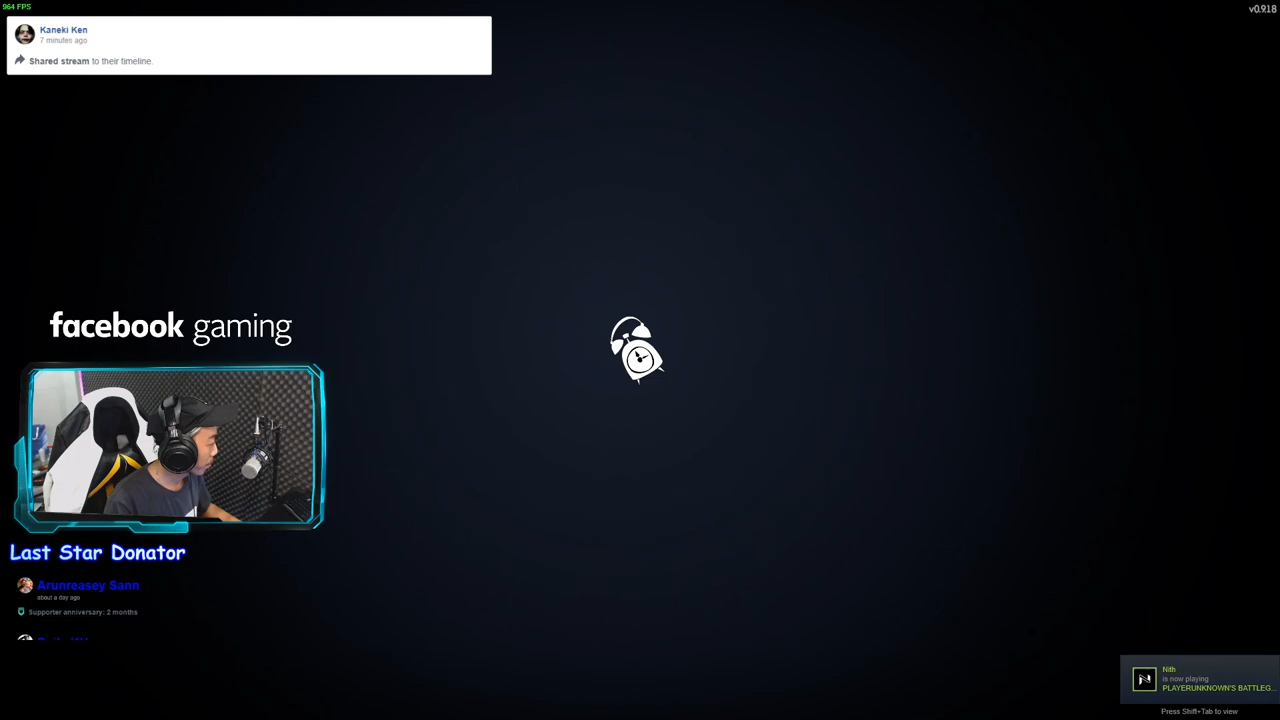 964 FPS
v0.9.18
Kaneki Ken
7 minutes ago
Shared stream to their timeline.
facebook gaming
Last Star Donator
Arunreasey Sann
about a day ago
Supporter anniversary: 2 months
Nith
is now playing
PLAYERUNKNOWN'S BATTLEG...
Press Shift+Tab to view